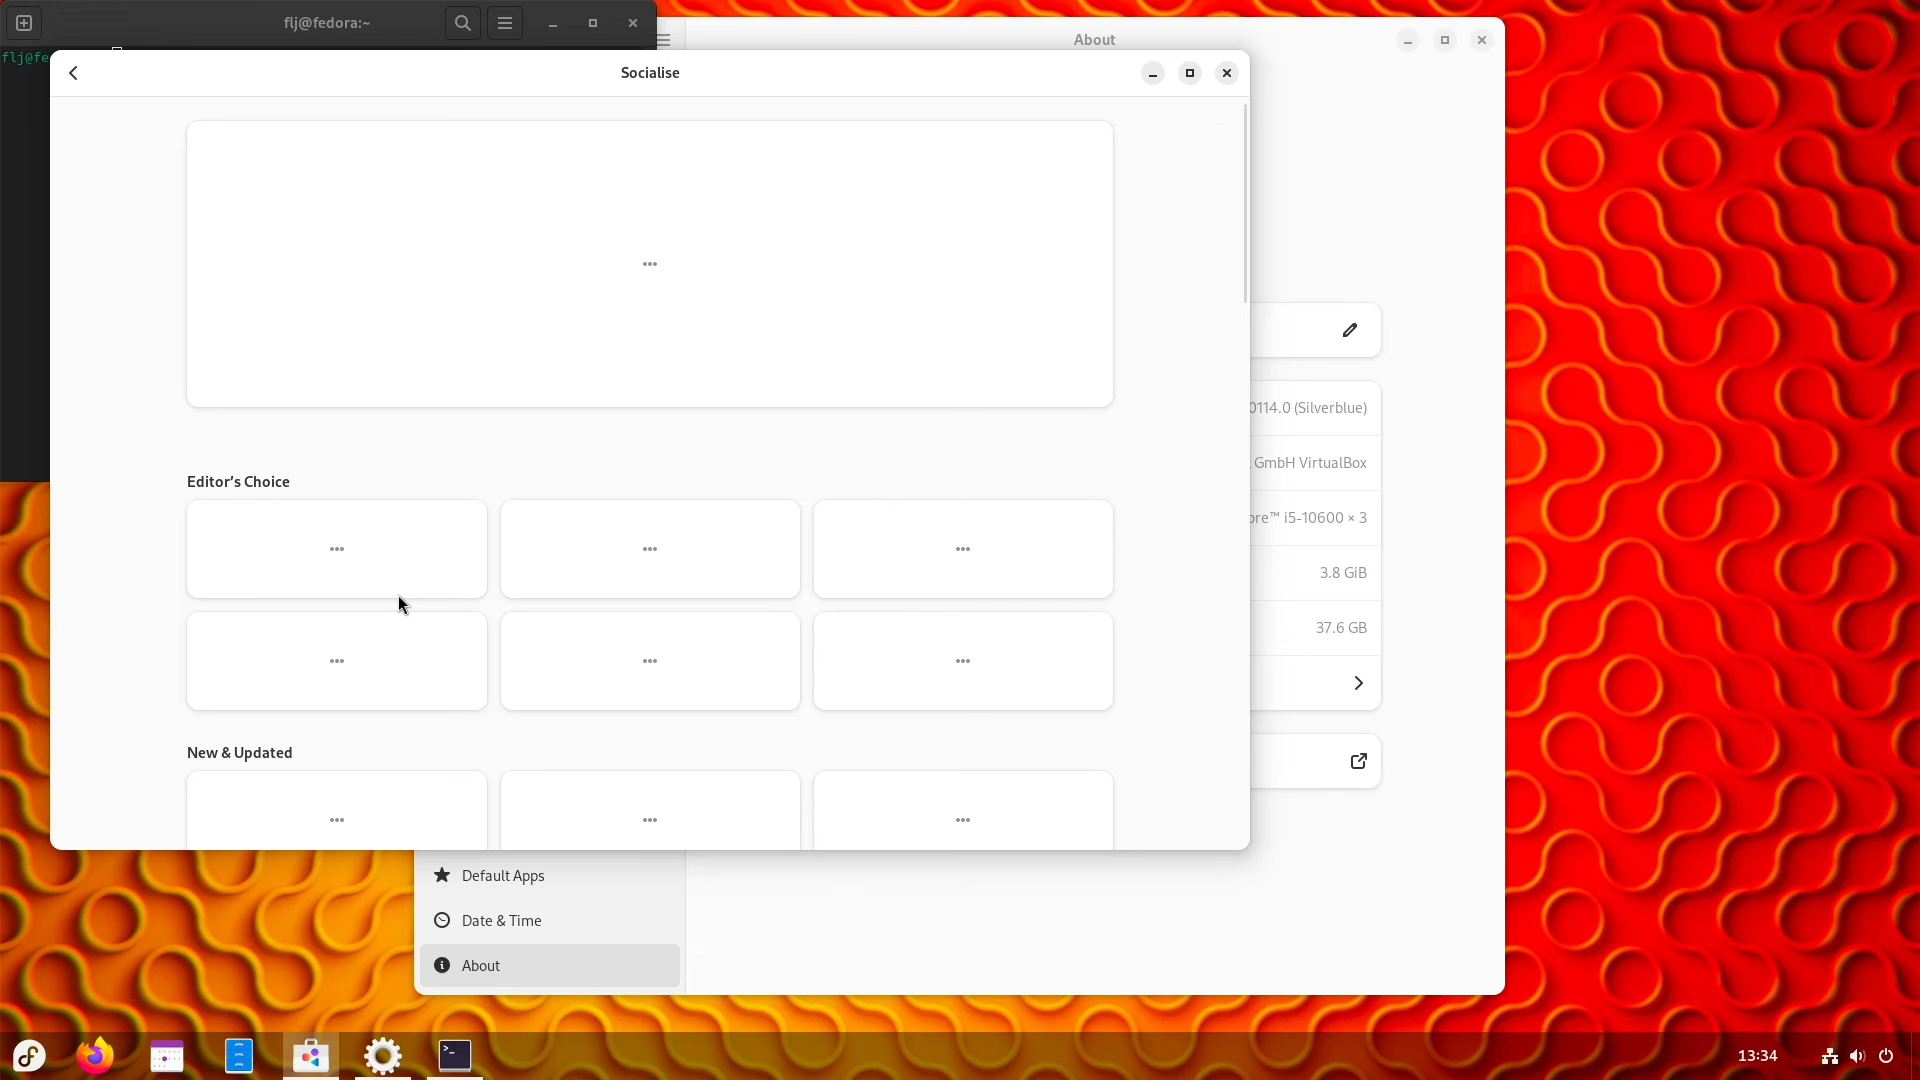 flj@fedora:~
About
flj@fe
Socialise
0114.0 (Silverblue)
GmbH VirtualBox
i5-10600 × 3
3.8 GiB
37.6 GB
Editor's Choice
New & Updated
Default Apps
Date & Time
About
13:34